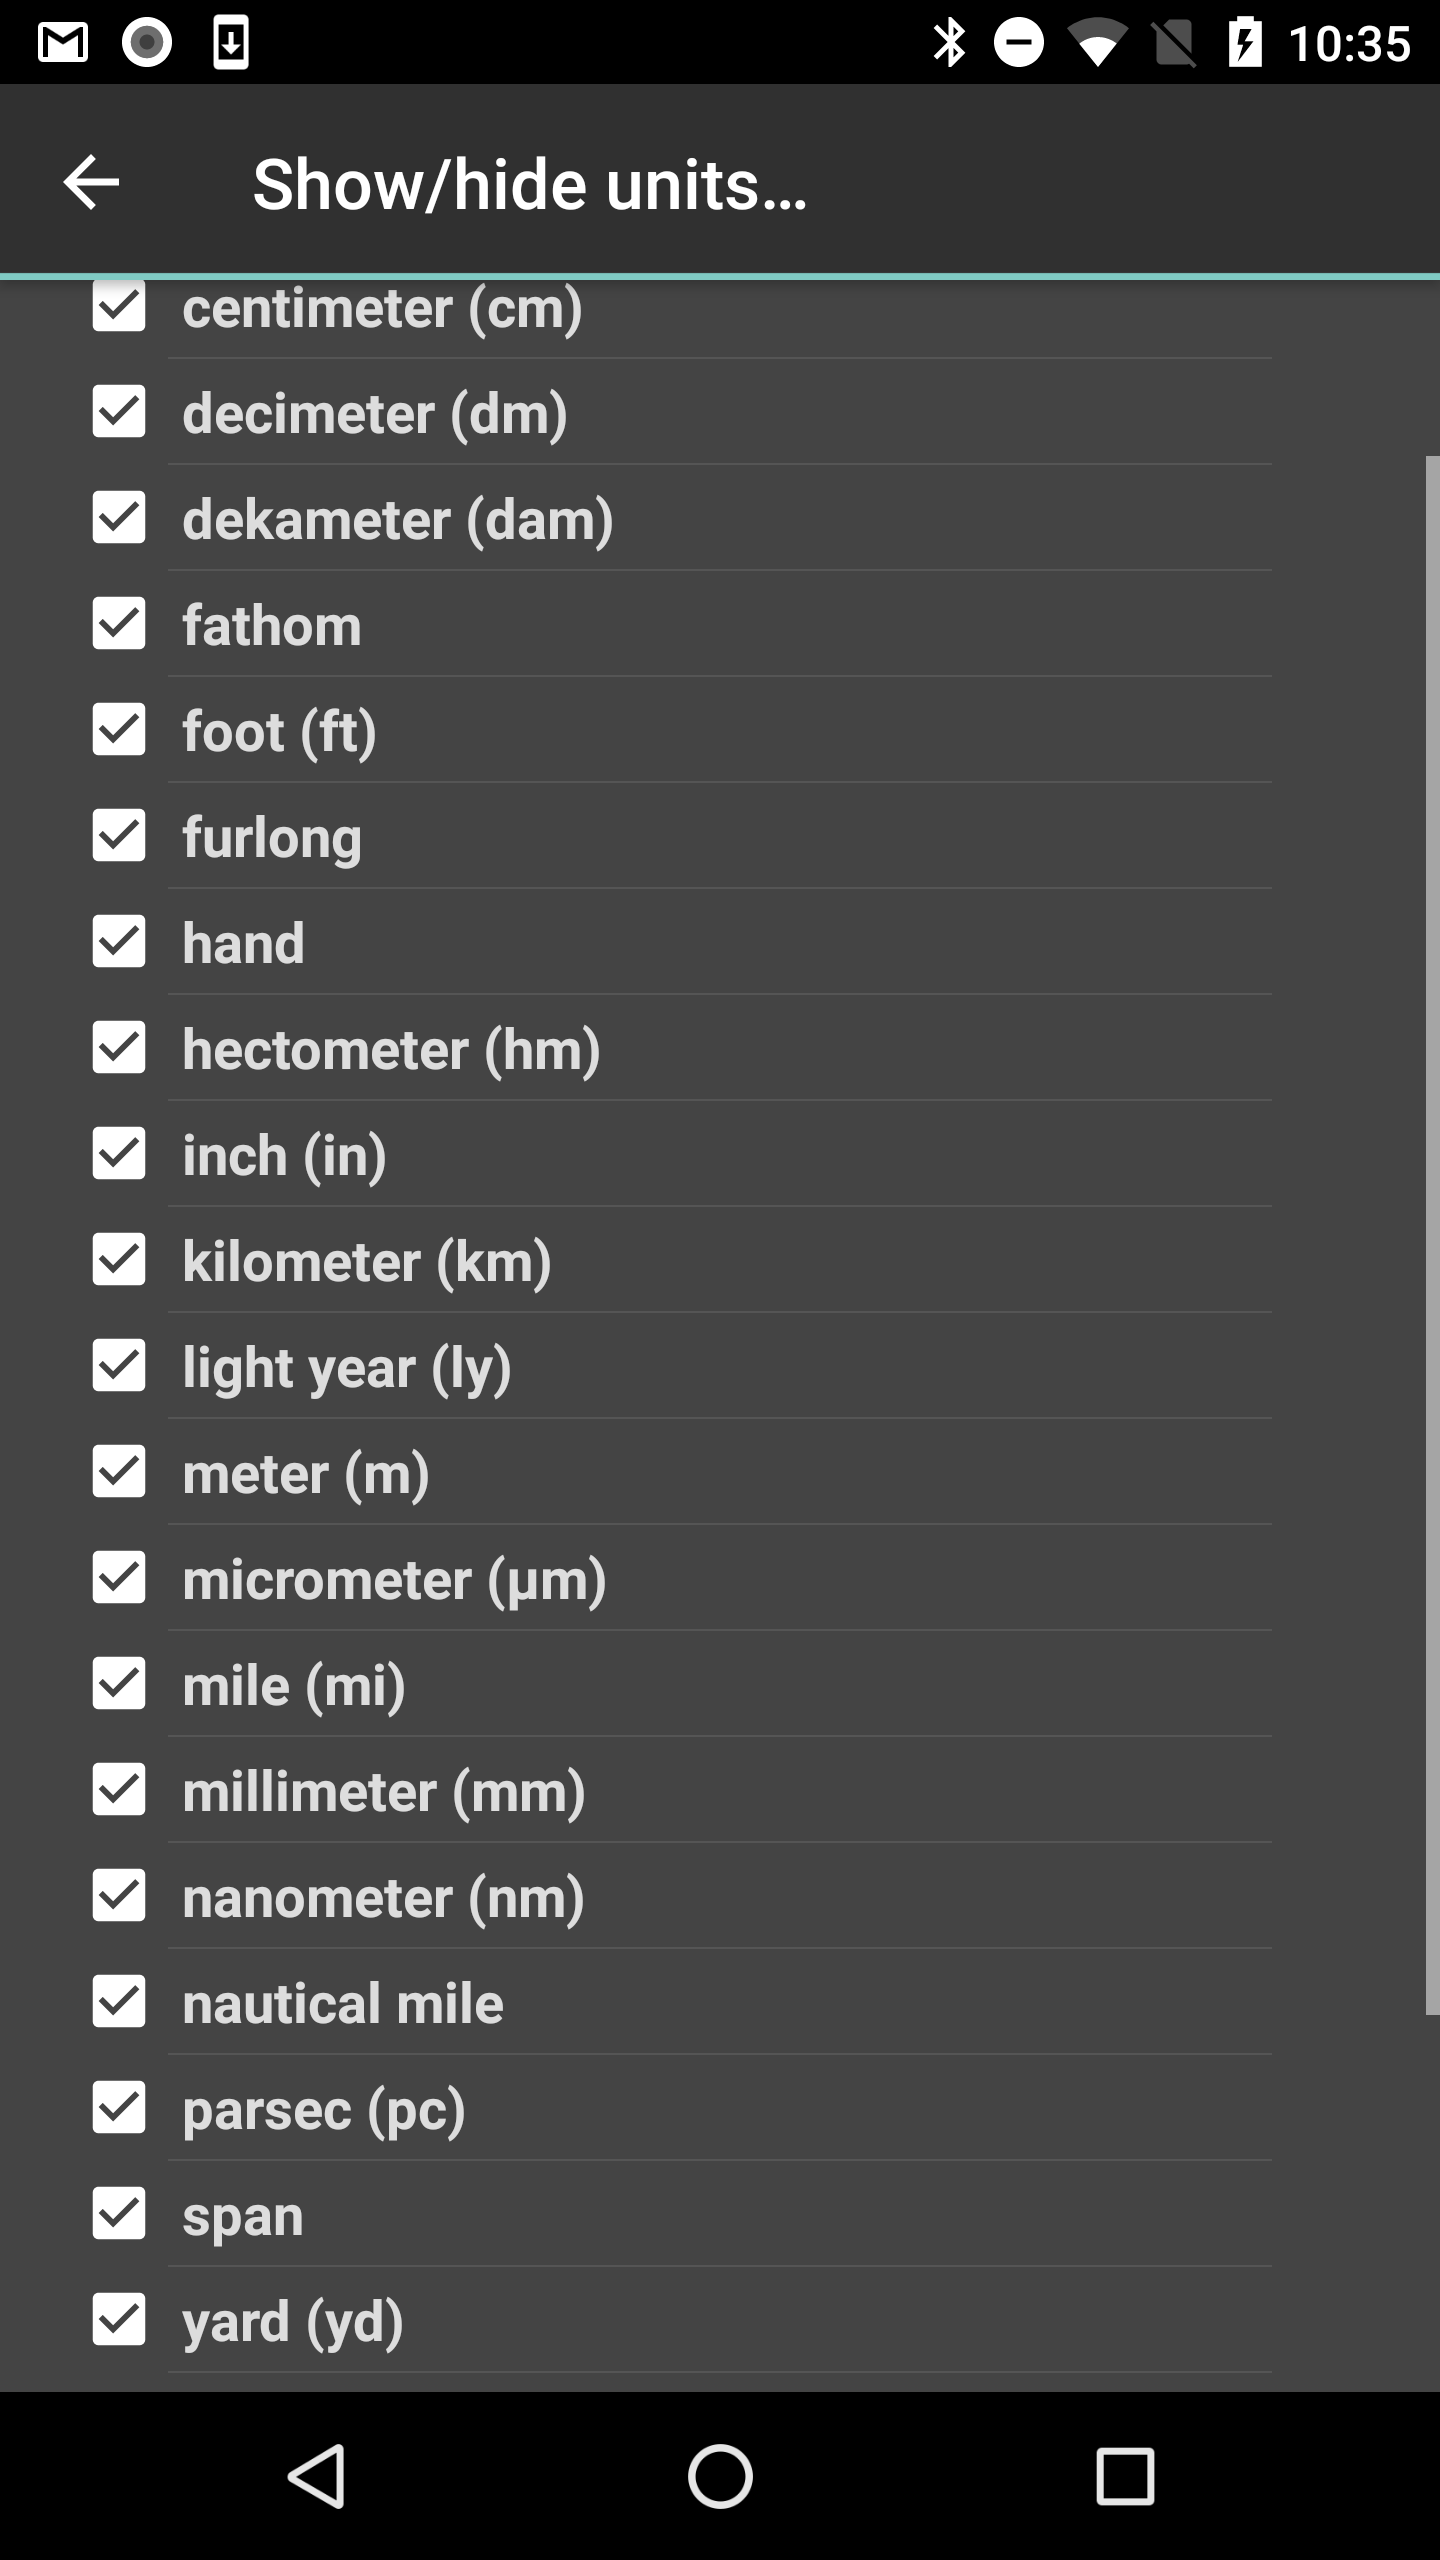 10:35
Show/hide units…
centimeter (cm)
decimeter (dm)
dekameter (dam)
fathom
foot (ft)
furlong
hand
hectometer (hm)
inch (in)
kilometer (km)
light year (ly)
meter (m)
micrometer (µm)
mile (mi)
millimeter (mm)
nanometer (nm)
nautical mile
parsec (pc)
span
yard (yd)